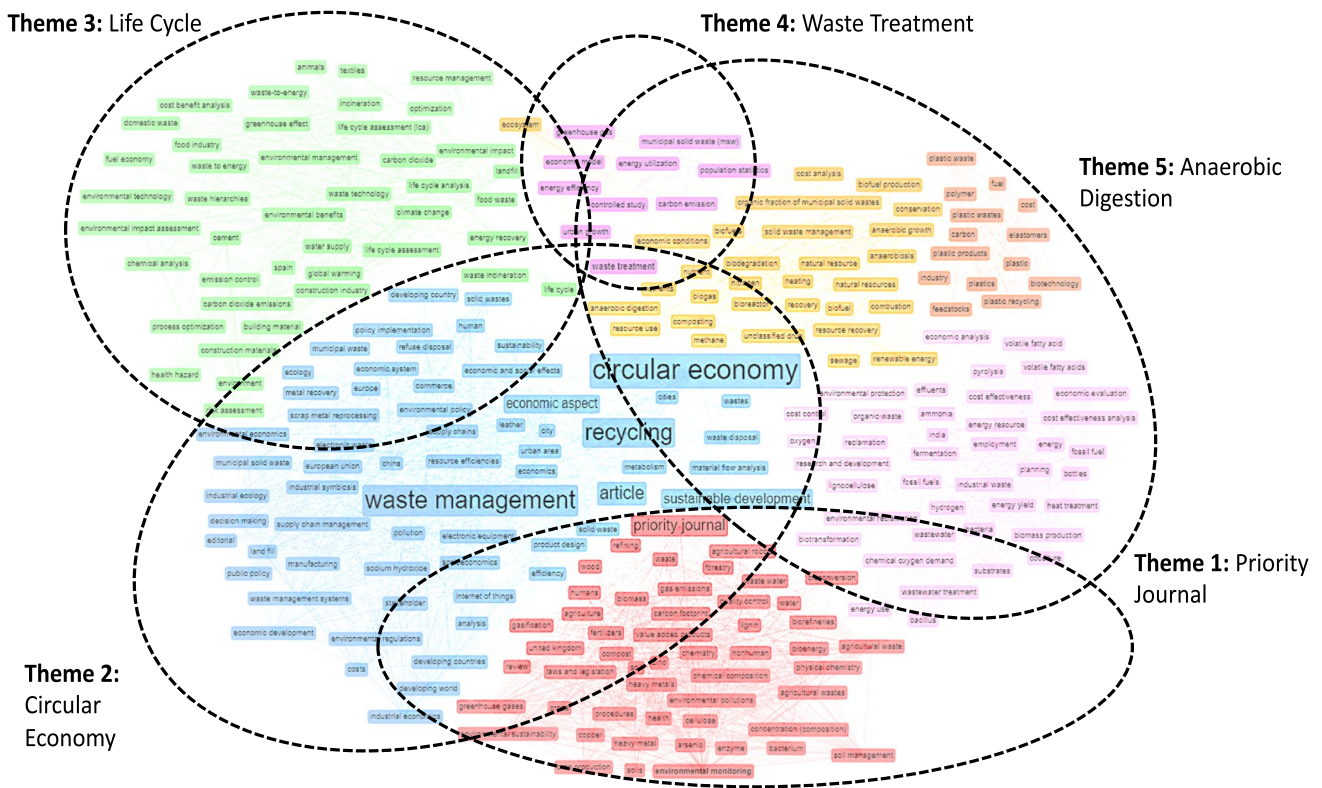 Theme 3: Life Cycle
Theme 4: Waste Treatment
Theme 5: Anaerobic
Digestion
Theme 1: Priority
Journal
Theme 2:
Circular
Economy
animals
textiles
resource management
waste-to-energy
cost benefit analysis
incineration
optimization
domestic waste
greenhouse effect
life cycle assessment (lca)
food industry
fuel economy
waste to energy
environmental management
carbon dioxide
environmental impact
landfill
environmental technology
waste hierarchies
waste technology
life cycle analysis
food waste
environmental benefits
climate change
environmental impact assessment
cement
water supply
life cycle assessment
energy recovery
chemical analysis
spain
global warming
emission control
construction industry
waste incineration
life cycle
carbon dioxide emissions
process optimization
building material
construction materials
health hazard
environment
ecosystem
greenhouse gas
municipal solid waste (msw)
economic model
energy utilization
population statistics
energy efficiency
controlled study
carbon emission
urban growth
waste treatment
cost analysis
biofuel production
organic fraction of municipal solid wastes
conservation
economic conditions
biofuels
solid waste management
anaerobic growth
biodegradation
natural resource
anaerobiosis
nitrogen
heating
natural resources
biogas
bioreactor
recovery
biofuel
combustion
anaerobic digestion
resource use
composting
methane
resource recovery
sewage
renewable energy
plastic waste
fuel
polymer
cost
plastic wastes
carbon
elastomers
plastic products
plastic
industry
plastics
biotechnology
feedstocks
plastic recycling
economic analysis
volatile fatty acid
pyrolysis
volatile fatty acids
environmental protection
effluents
cost effectiveness
economic evaluation
cost control
organic waste
ammonia
energy resource
cost effectiveness analysis
oxygen
reclamation
india
employment
energy
fossil fuel
research and development
fermentation
planning
bottles
lignocellulose
fossil fuels
industrial waste
hydrogen
energy yield
heat treatment
biotransformation
wastewater
bacteria
biomass production
chemical oxygen demand
substrates
wastewater treatment
energy use
bacillus
developing country
solid wastes
policy implementation
human
municipal waste
refuse disposal
sustainability
ecology
economic system
economic and social effects
metal recovery
europe
commerce
circular economy
cities
wastes
scrap metal reprocessing
environmental policy
economic aspect
environmental economics
electronic waste
supply chains
leather
city
recycling
waste disposal
urban area
municipal solid waste
european union
china
resource efficiencies
economics
metabolism
material flow analysis
industrial ecology
industrial symbiosis
waste management
article
sustainable development
decision making
supply chain management
editorial
pollution
electronic equipment
solid waste
product design
land fill
manufacturing
public policy
sodium hydroxide
efficiency
waste management systems
stakeholder
internet of things
economic development
environmental regulations
analysis
costs
developing countries
developing world
industrial economics
priority journal
refining
waste
wood
forestry
humans
biomass
gas emissions
waste water
bioconversion
agriculture
carbon footprint
quality control
water
gasification
fertilizers
value added products
lignin
biorefineries
united kingdom
compost
chemistry
nonhuman
bioenergy
agricultural waste
review
laws and legislation
physical chemistry
heavy metals
chemical composition
agricultural wastes
greenhouse gases
environmental pollutions
procedures
health
cellulose
concentration (composition)
environmental sustainability
copper
heavy metal
arsenic
enzyme
bacterium
soil management
soils
environmental monitoring